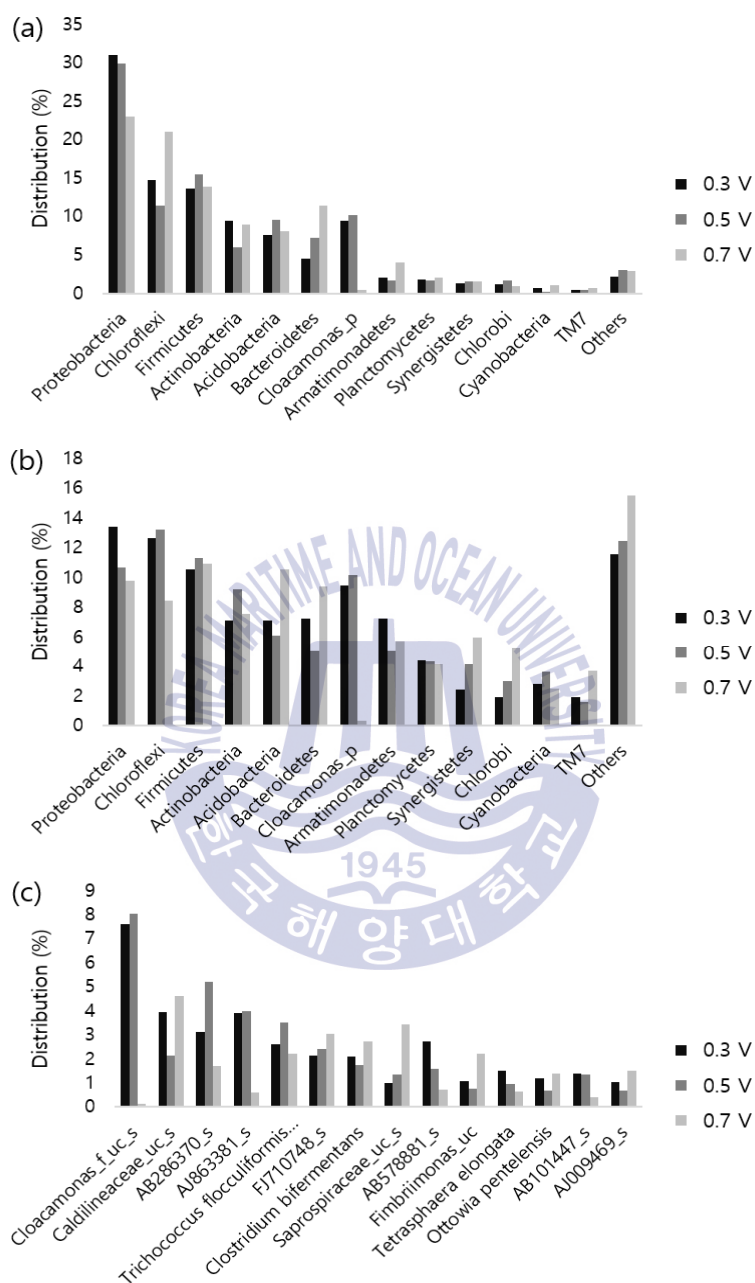 (a)
Distribution (%)
35
30
25
20
15
10
5
0
0.3 V
0.5 V
0.7 V
Proteobacteria
Chloroflexi
Firmicutes
Actinobacteria
Acidobacteria
Bacteroidetes
Cloacamonas_p
Armatimonadetes
Planctomycetes
Synergistetes
Chlorobi
Cyanobacteria
TM7
Others
(b)
Distribution (%)
18
16
14
12
10
8
6
4
2
0
0.3 V
0.5 V
0.7 V
Proteobacteria
Chloroflexi
Firmicutes
Actinobacteria
Acidobacteria
Bacteroidetes
Cloacamonas_p
Armatimonadetes
Planctomycetes
Synergistetes
Chlorobi
Cyanobacteria
TM7
Others
KOREA MARITIME AND OCEAN UNIVERSITY
1945
한국해양대학교
(c)
Distribution (%)
9
8
7
6
5
4
3
2
1
0
0.3 V
0.5 V
0.7 V
Cloacamonas_f_uc_s
Caldilineaceae_uc_s
AB286370_s
AJ863381_s
Trichococcus flocculiformis...
FJ710748_s
Clostridium bifermentans
Saprospiraceae_uc_s
AB578881_s
Fimbriimonas_uc
Tetrasphaera elongata
Ottowia pentelensis
AB101447_s
AJ009469_s